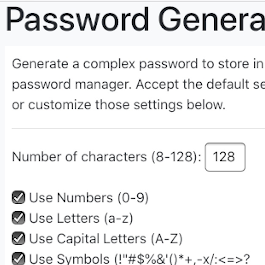 Password Genera
Generate a complex password to store in
password manager. Accept the default se
or customize those settings below.
Number of characters (8-128): 128
Use Numbers (0-9)
Use Letters (a-z)
Use Capital Letters (A-Z)
Use Symbols (!"#$%&'()*+,-x/:<=>?